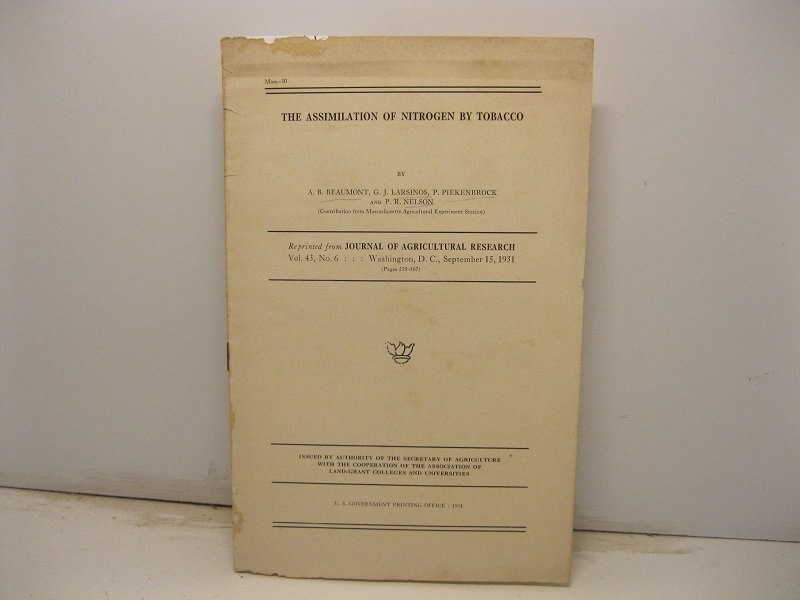 Mass.-30
THE ASSIMILATION OF NITROGEN BY TOBACCO
BY
A. B. BEAUMONT, G. J. LARSINOS, P. PIEKENBROCK
AND P. R. NELSON
(Contribution from Massachusetts Agricultural Experiment Station)
Reprinted from JOURNAL OF AGRICULTURAL RESEARCH
Vol. 43, No. 6 : : : Washington, D. C., September 15, 1931
(Pages 559-567)
ISSUED BY AUTHORITY OF THE SECRETARY OF AGRICULTURE
WITH THE COOPERATION OF THE ASSOCIATION OF
LAND-GRANT COLLEGES AND UNIVERSITIES
U. S. GOVERNMENT PRINTING OFFICE : 1931